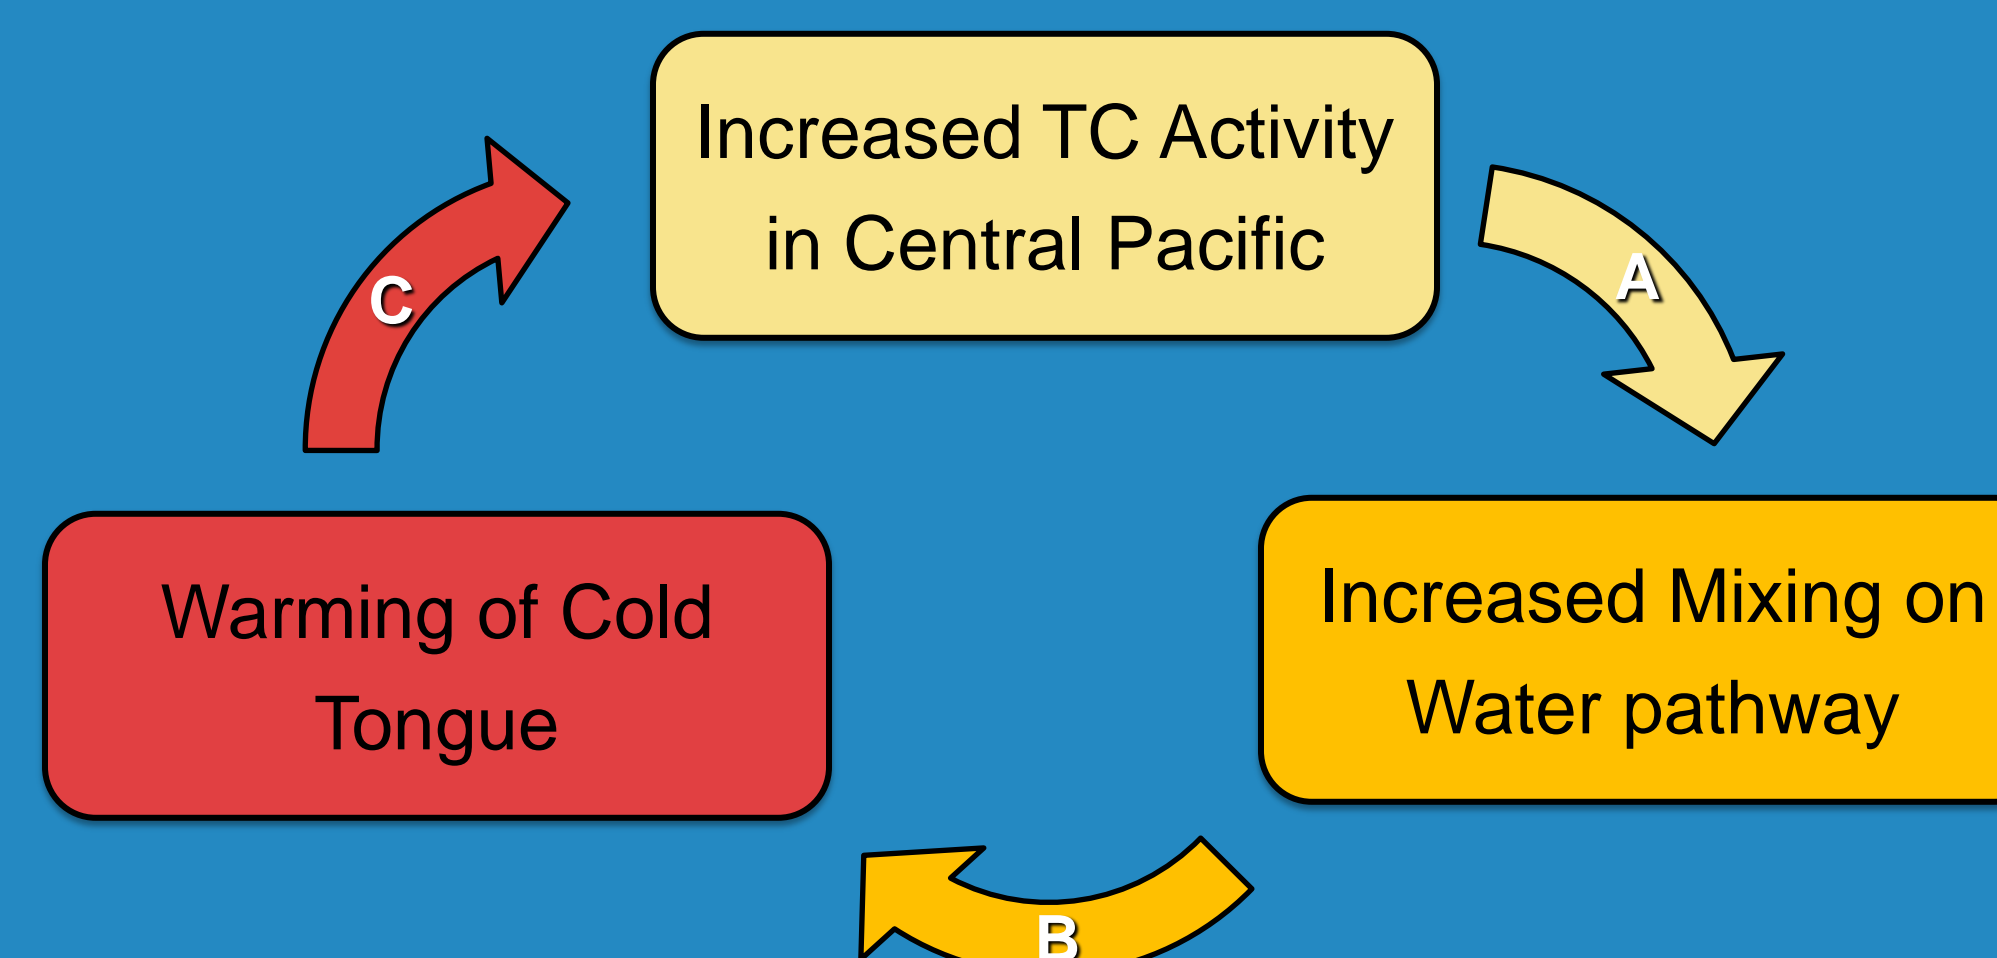 Increased TC Activity
in Central Pacific
C
A
Warming of Cold
Tongue
Increased Mixing on
Water pathway
B